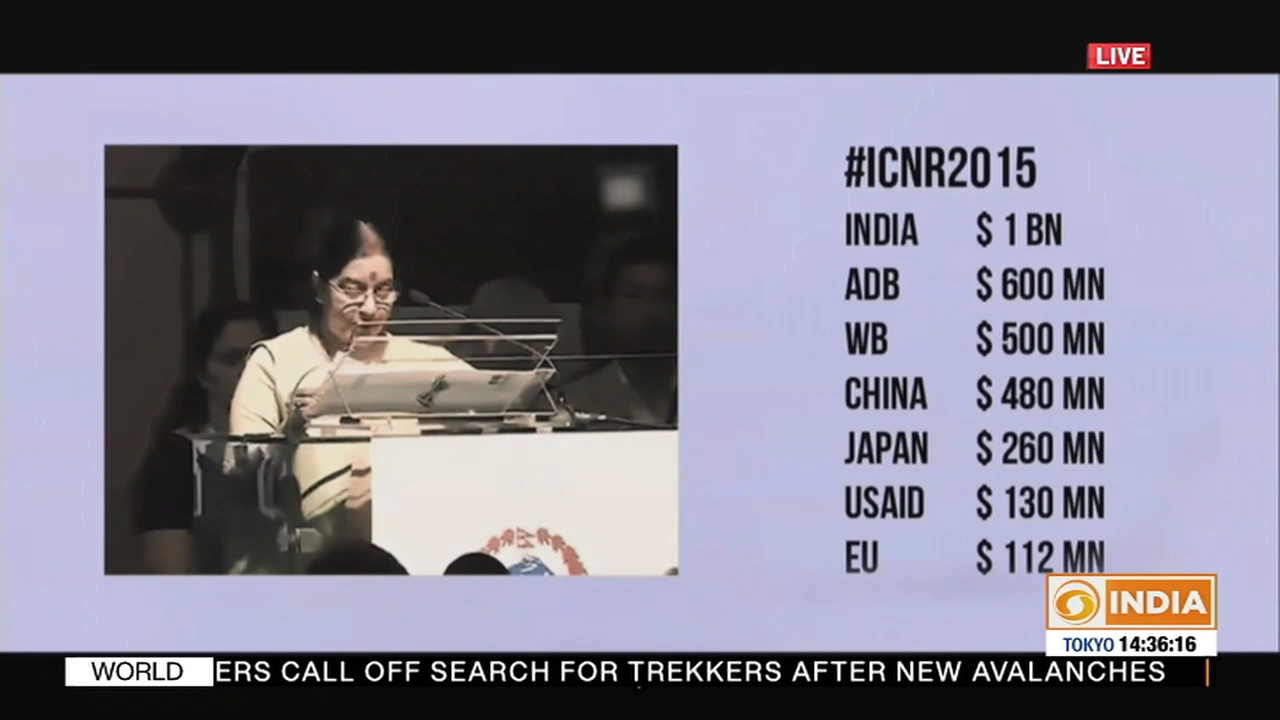 LIVE
#ICNR2015
INDIA $ 1 BN
ADB $ 600 MN
WB $ 500 MN
CHINA $ 480 MN
JAPAN $ 260 MN
USAID $ 130 MN
EU $ 112 MN
INDIA
TOKYO 14:36:16
WORLD ERS CALL OFF SEARCH FOR TREKKERS AFTER NEW AVALANCHES